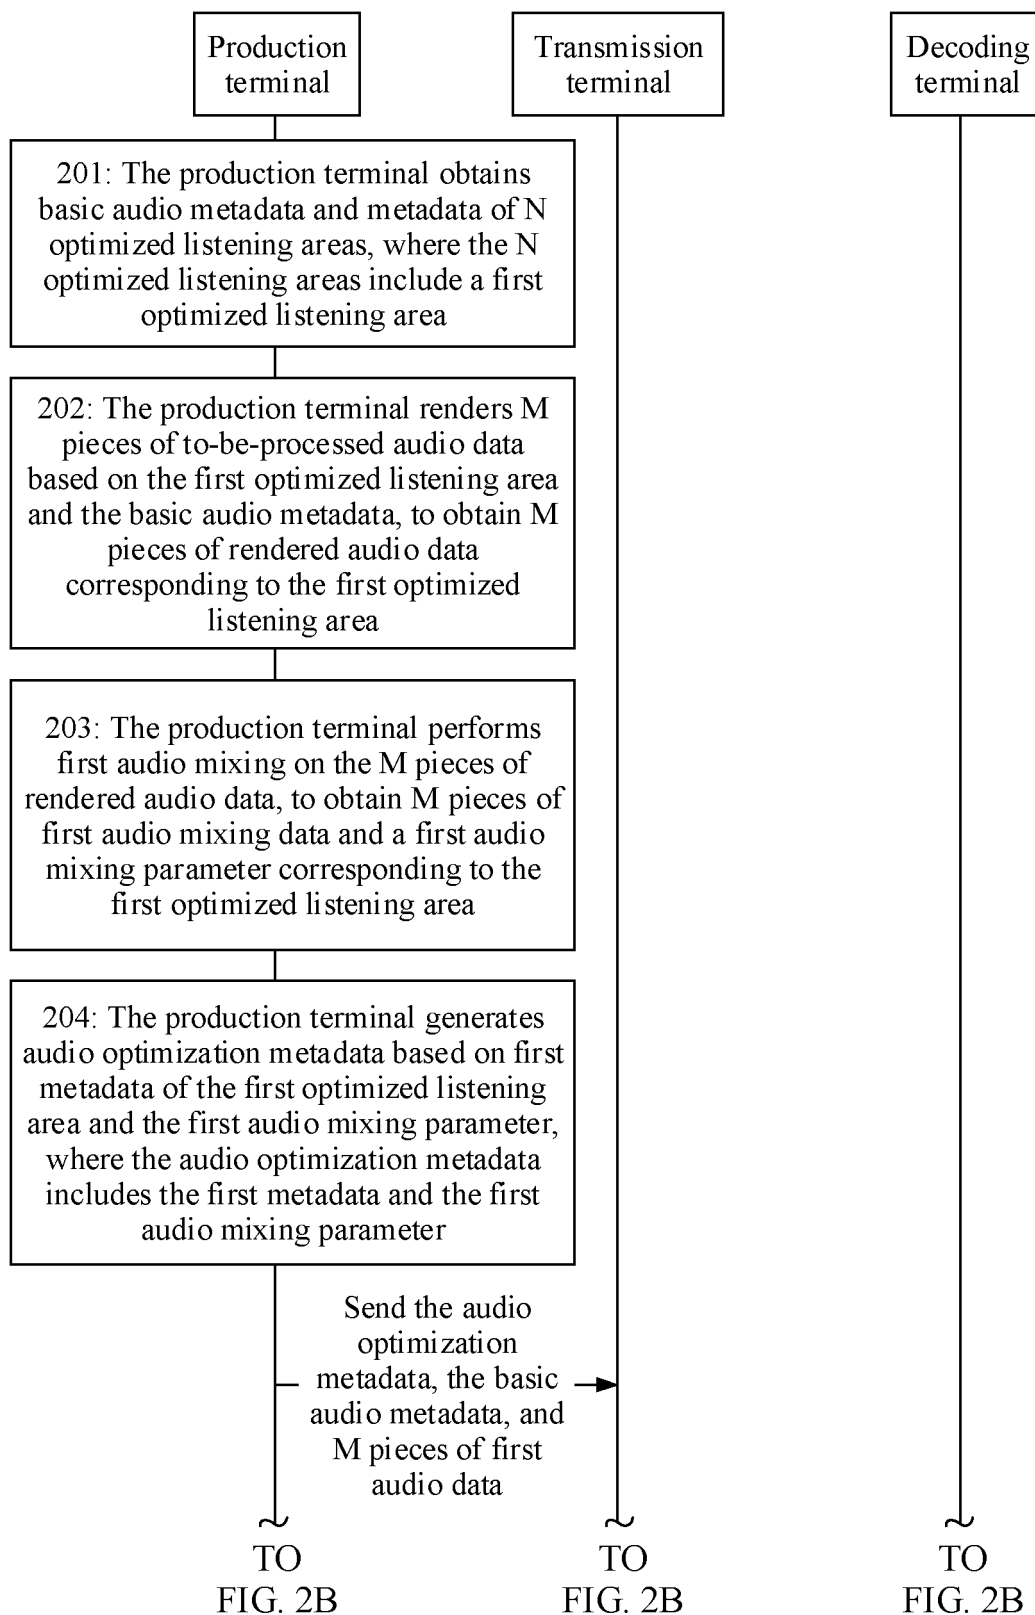 Production
terminal
Transmission
terminal
Decoding
terminal
201: The production terminal obtains
basic audio metadata and metadata of N
optimized listening areas, where the N
optimized listening areas include a first
optimized listening area
202: The production terminal renders M
pieces of to-be-processed audio data
based on the first optimized listening area
and the basic audio metadata, to obtain M
pieces of rendered audio data
corresponding to the first optimized
listening area
203: The production terminal performs
first audio mixing on the M pieces of
rendered audio data, to obtain M pieces of
first audio mixing data and a first audio
mixing parameter corresponding to the
first optimized listening area
204: The production terminal generates
audio optimization metadata based on first
metadata of the first optimized listening
area and the first audio mixing parameter,
where the audio optimization metadata
includes the first metadata and the first
audio mixing parameter
Send the audio
optimization
metadata, the basic
audio metadata, and
M pieces of first
audio data
TO
FIG. 2B
TO
FIG. 2B
TO
FIG. 2B